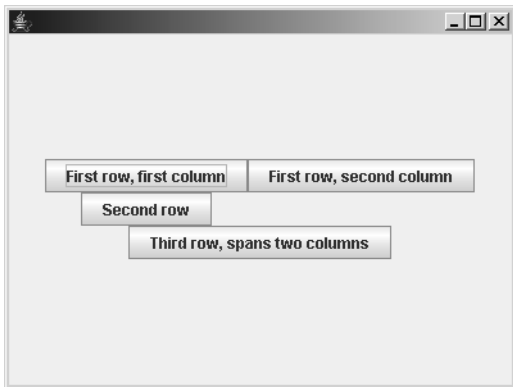 First row, first column First row, second column
Second row
Third row, spans two columns